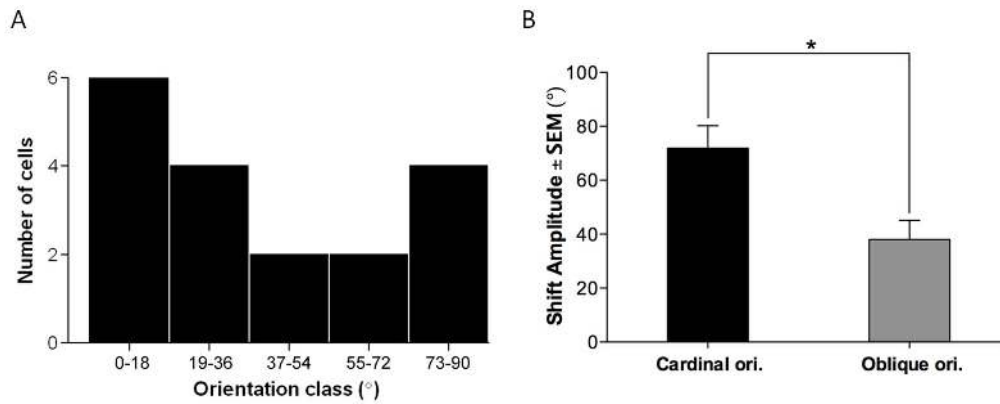 A
Number of cells
6
4
2
0
0-18 19-36 37-54 55-72 73-90
Orientation class (°)
B
*
Shift Amplitude ± SEM (°)
100
80
60
40
20
0
Cardinal ori. Oblique ori.